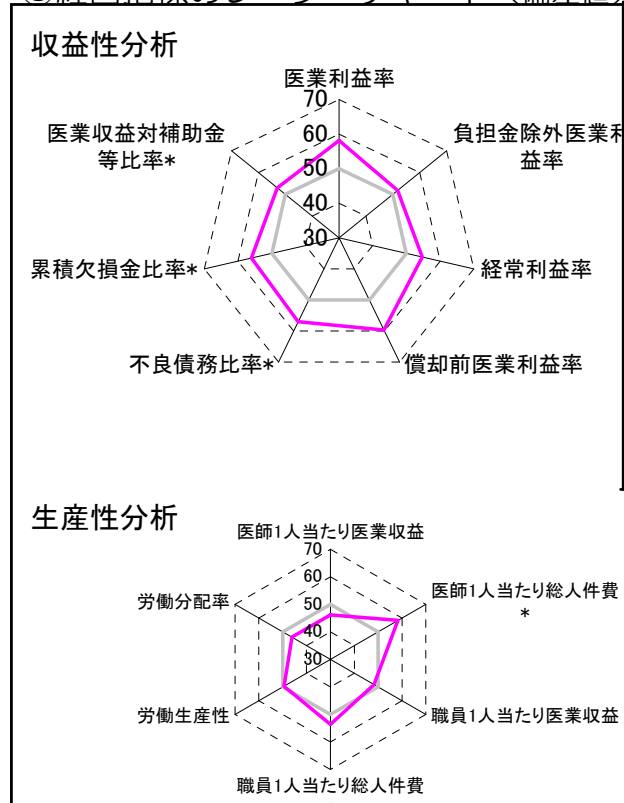 収益性分析
医業利益率
70
60
50
40
30
負担金除外医業利
益率
医業収益対補助金
等比率*
累積欠損金比率*
経常利益率
不良債務比率*
償却前医業利益率
生産性分析
医師1人当たり医業収益
70
60
50
40
30
医師1人当たり総人件費
*
労働分配率
労働生産性
職員1人当たり医業収益
職員1人当たり総人件費